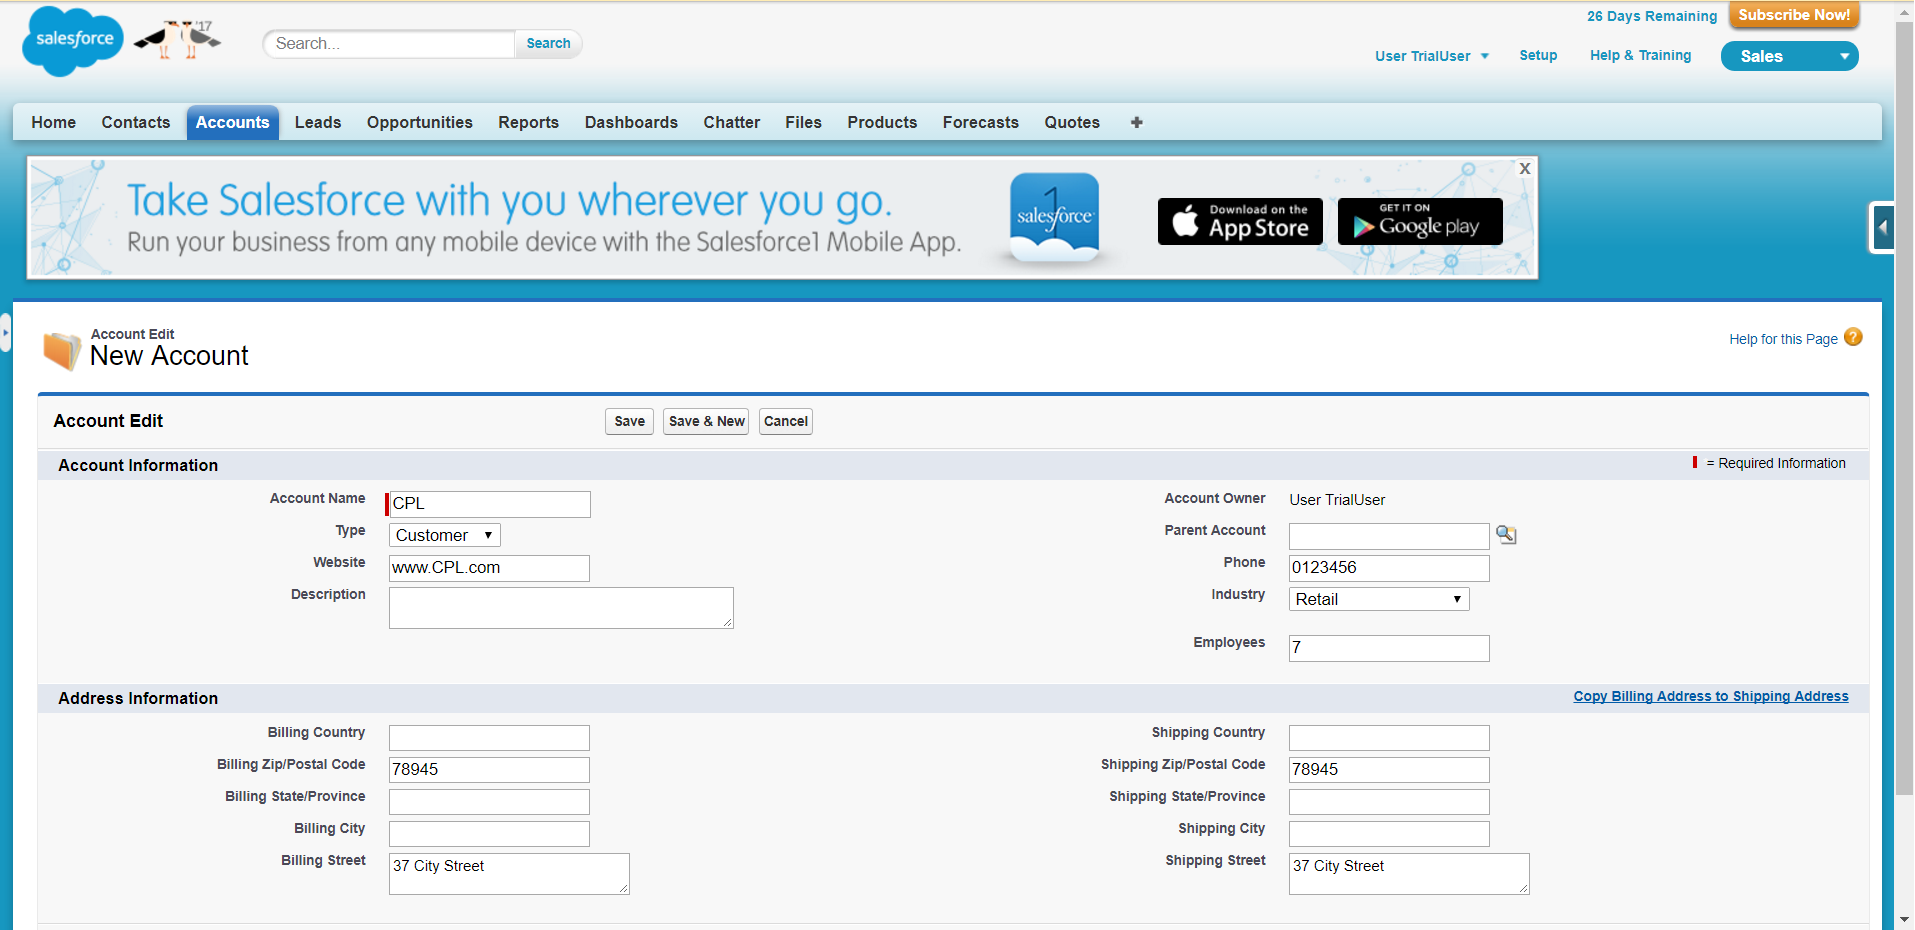 26 Days Remaining Subscribe Now!
salesforce '17 Search... Search
User TrialUser Setup Help & Training Sales
Home Contacts Accounts Leads Opportunities Reports Dashboards Chatter Files Products Forecasts Quotes +
Take Salesforce with you wherever you go.
Run your business from any mobile device with the Salesforce1 Mobile App.
1
salesforce
Download on the
App Store
GET IT ON
Google play
X
Account Edit
New Account
Help for this Page ?
Account Edit Save Save & New Cancel
Account Information = Required Information
Account Name CPL Account Owner User TrialUser
Type Customer Parent Account
Website www.CPL.com Phone 0123456
Description Industry Retail
Employees 7
Address Information Copy Billing Address to Shipping Address
Billing Country Shipping Country
Billing Zip/Postal Code 78945 Shipping Zip/Postal Code 78945
Billing State/Province Shipping State/Province
Billing City Shipping City
Billing Street 37 City Street Shipping Street 37 City Street